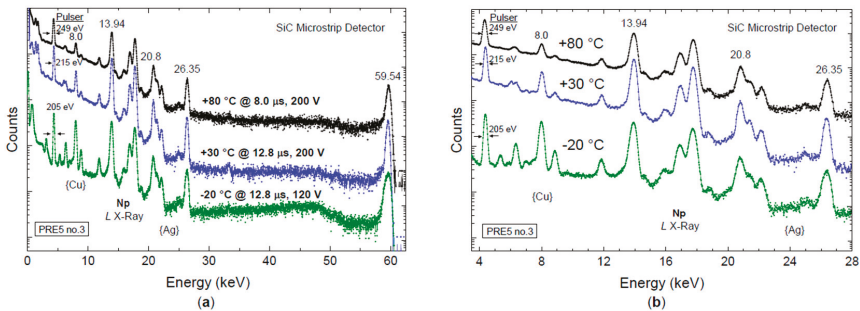 Pulser
249 eV
215 eV
205 eV
8.0
13.94
20.8
26.35
59.54
SiC Microstrip Detector
+80 °C @ 8.0 µs, 200 V
+30 °C @ 12.8 µs, 200 V
-20 °C @ 12.8 µs, 120 V
{Cu}
Np
L X-Ray
{Ag}
PRE5 no.3
Counts
0 10 20 30 40 50 60
Energy (keV)
(a)
Pulser
249 eV
215 eV
205 eV
8.0
13.94
20.8
26.35
SiC Microstrip Detector
+80 °C
+30 °C
-20 °C
{Cu}
Np
L X-Ray
{Ag}
PRE5 no.3
Counts
4 8 12 16 20 24 28
Energy (keV)
(b)